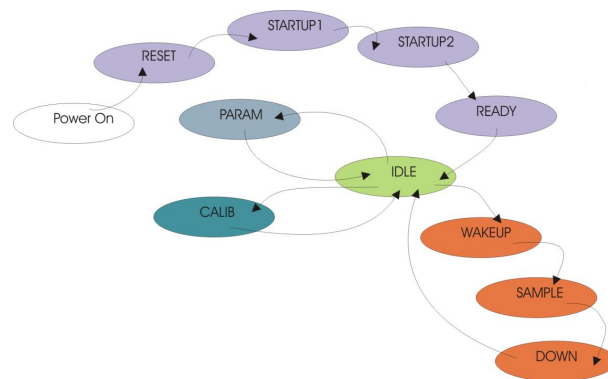 STARTUP1
STARTUP2
RESET
Power On
PARAM
READY
IDLE
CALIB
WAKEUP
SAMPLE
DOWN